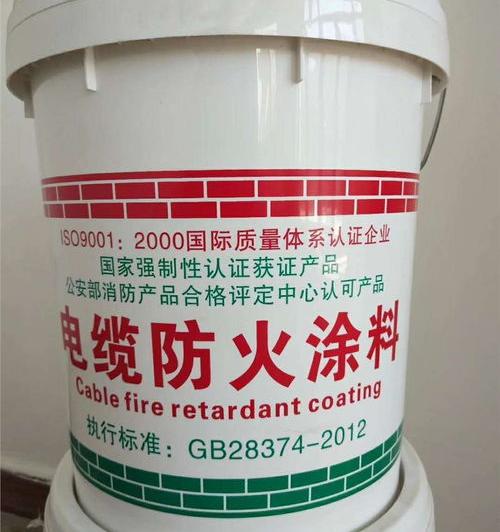 ISO9001：2000国际质量体系认证企业
国家强制性认证获证产品
公安部消防产品合格评定中心认可产品
电缆防火涂料
Cable fire retardant coating
执行标准：GB28374-2012